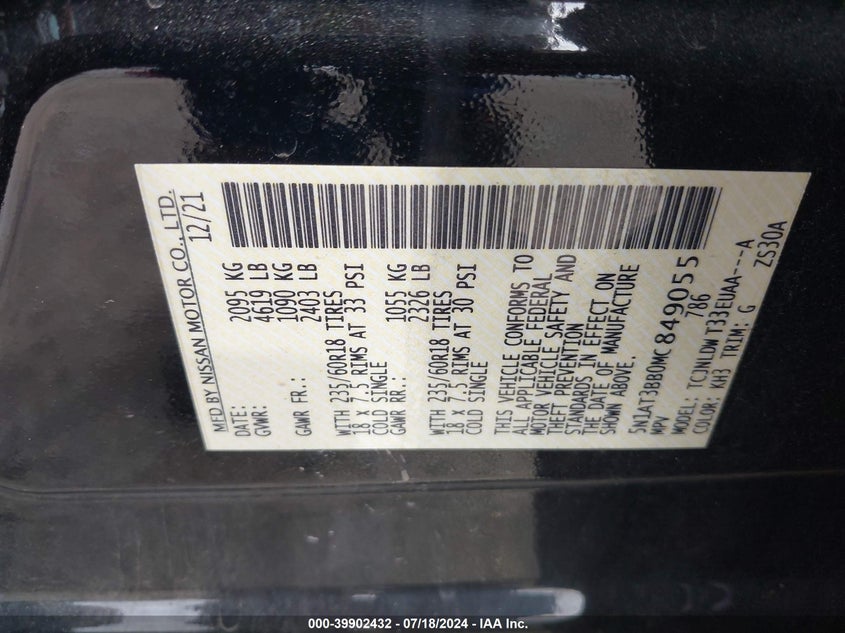 MFD BY NISSAN MOTOR CO., LTD.
DATE: 12/21
GVWR: 2095 KG
4619 LB
GAWR FR.: 1090 KG
2403 LB
WITH 235/60R18 TIRES
18 x 7.5 RIMS AT 33 PSI
COLD SINGLE
GAWR RR.: 1055 KG
2326 LB
WITH 235/60R18 TIRES
18 x 7.5 RIMS AT 30 PSI
COLD SINGLE
THIS VEHICLE CONFORMS TO
ALL APPLICABLE FEDERAL
MOTOR VEHICLE SAFETY AND
THEFT PREVENTION
STANDARDS IN EFFECT ON
THE DATE OF MANUFACTURE
SHOWN ABOVE.
5N1AT3BB0MC849055
MPV 786
MODEL: TCJNLDW T33EUAA---A
COLOR: KH3 TRIM: G ZS30A
000-39902432 - 07/18/2024 - IAA Inc.